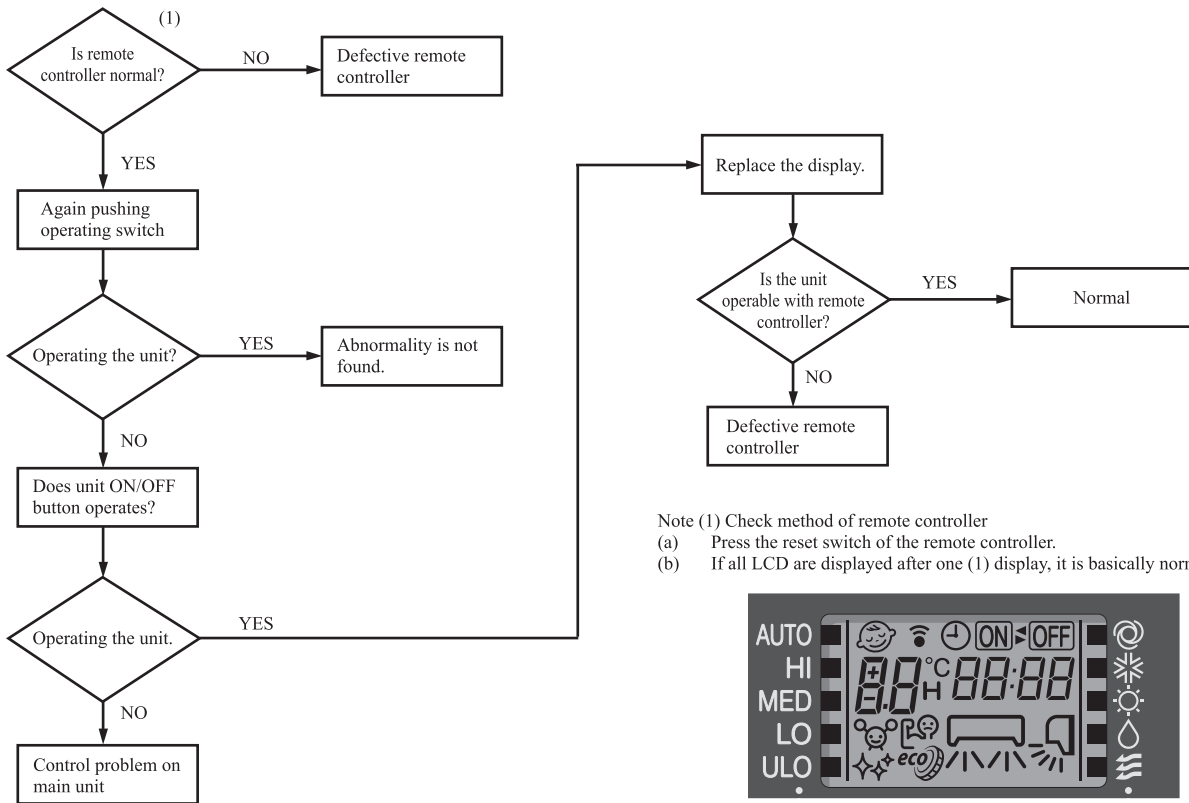 (1)
Is remote
controller normal?
NO
Defective remote
controller
YES
Again pushing
operating switch
Operating the unit?
YES
Abnormality is not
found.
NO
Does unit ON/OFF
button operates?
Operating the unit.
YES
NO
Control problem on
main unit
Replace the display.
Is the unit
operable with remote
controller?
YES
Normal
NO
Defective remote
controller
Note (1) Check method of remote controller
(a) Press the reset switch of the remote controller.
(b) If all LCD are displayed after one (1) display, it is basically
AUTO
HI
MED
LO
ULO
ON
OFF
88
°C
H
88:88
eco